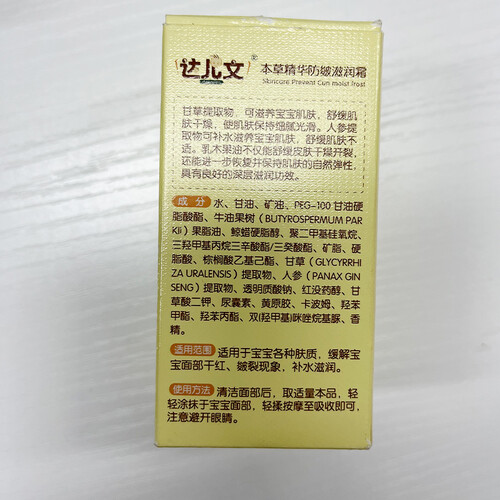 达儿文®
本草精华防皴滋润霜
Skincare Prevent Cun moist frost
甘草提取物，可滋养宝宝肌肤，舒缓肌
肤干燥，使肌肤保持细腻光滑。人参提
取物可补水滋养宝宝肌肤，舒缓肌肤不
适。乳木果油不仅能舒缓皮肤干燥开裂，
还能进一步恢复并保持肌肤的自然弹性，
具有良好的深层滋润功效。
成 分 水、甘油、矿油、PEG-100 甘油硬
脂酸酯、牛油果树（BUTYROSPERMUM PAR
Kii）果脂油、鲸蜡硬脂醇、聚二甲基硅氧烷、
三羟甲基丙烷三辛酸酯/三癸酸酯、矿脂、硬
脂酸、棕榈酸乙基己酯、甘草（GLYCYRRHI
ZA URALENSIS）提取物、人参（PANAX GIN
SENG）提取物、透明质酸钠、红没药醇、甘
草酸二钾、尿囊素、黄原胶、卡波姆、羟苯
甲酯、羟苯丙酯、双(羟甲基)咪唑烷基脲、香
精。
适用范围 适用于宝宝各种肤质，缓解宝
宝面部干红、皴裂现象，补水滋润。
使用方法 清洁面部后，取适量本品，轻
轻涂抹于宝宝面部，轻揉按摩至吸收即可，
注意避开眼睛。